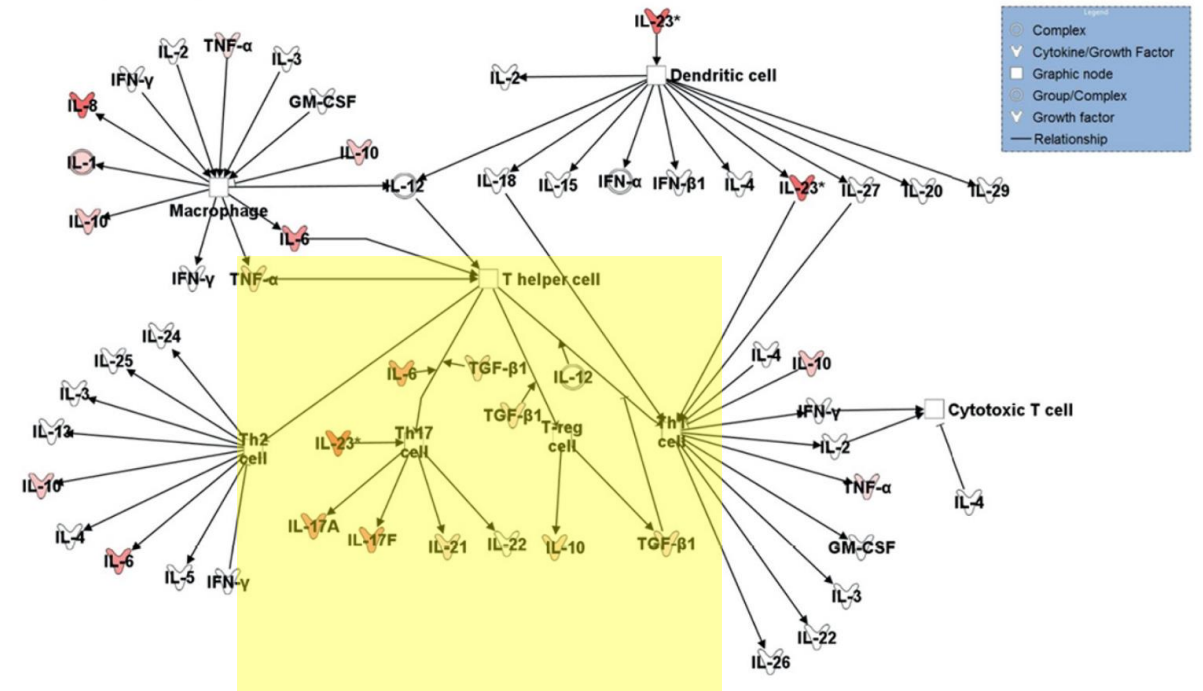 IL-23*
Legend
Complex
Cytokine/Growth Factor
Graphic node
Group/Complex
Growth factor
Relationship
IL-2
TNF-α
IL-3
IFN-γ
IL-8
GM-CSF
IL-2
Dendritic cell
IL-1
IL-10
IL-12
IL-18
IL-15
IFN-α
IFN-β1
IL-4
IL-23*
IL-27
IL-20
IL-29
Macrophage
IL-10
IL-6
IFN-γ
TNF-α
T helper cell
IL-24
IL-25
IL-3
IL-13
IL-10
IL-4
IL-6
IL-5
IFN-γ
Th2
cell
IL-6
TGF-β1
IL-12
TGF-β1
IL-23*
Th17
cell
T-reg
cell
Th1
cell
IL-17A
IL-17F
IL-21
IL-22
IL-10
TGF-β1
IL-4
IL-10
IFN-γ
Cytotoxic T cell
IL-2
TNF-α
IL-4
GM-CSF
IL-3
IL-22
IL-26